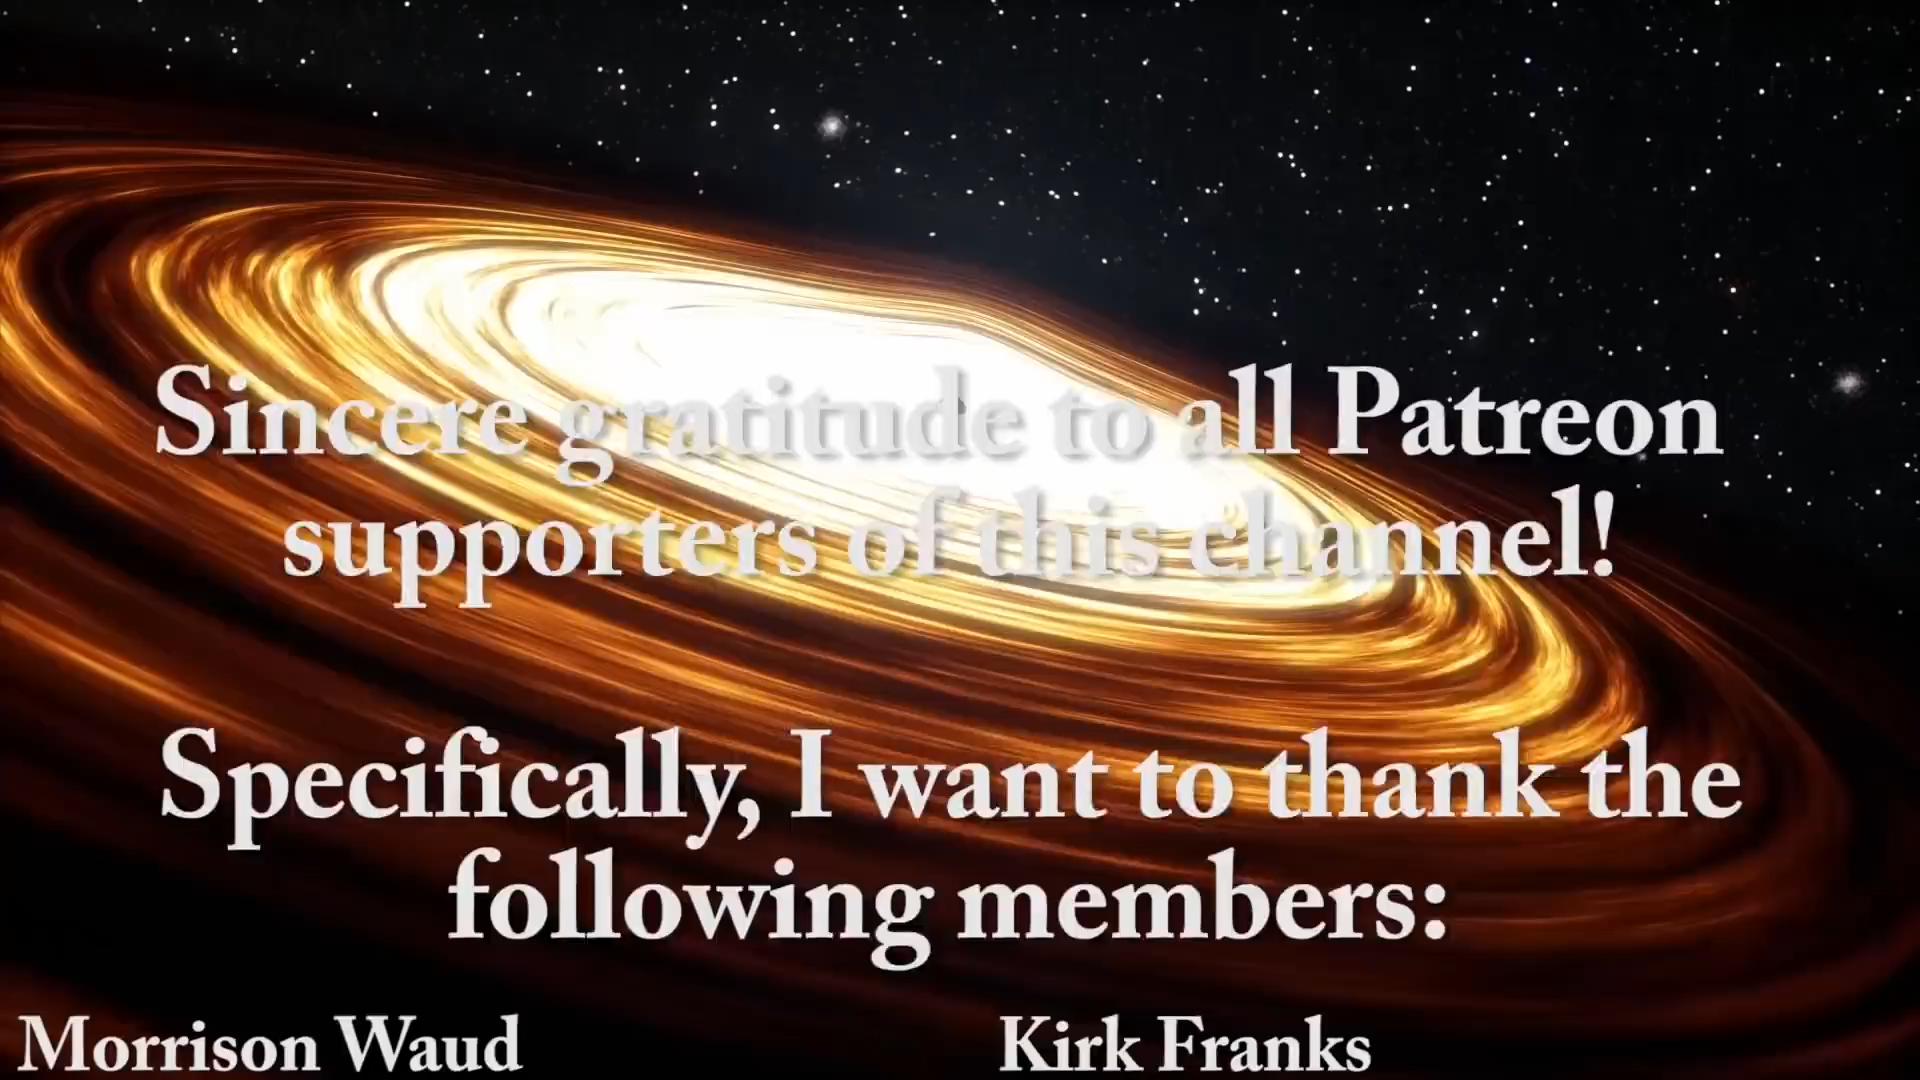 Sincere gratitude to all Patreon
supporters of this channel!
Specifically, I want to thank the
following members:
Morrison Waud
Kirk Franks